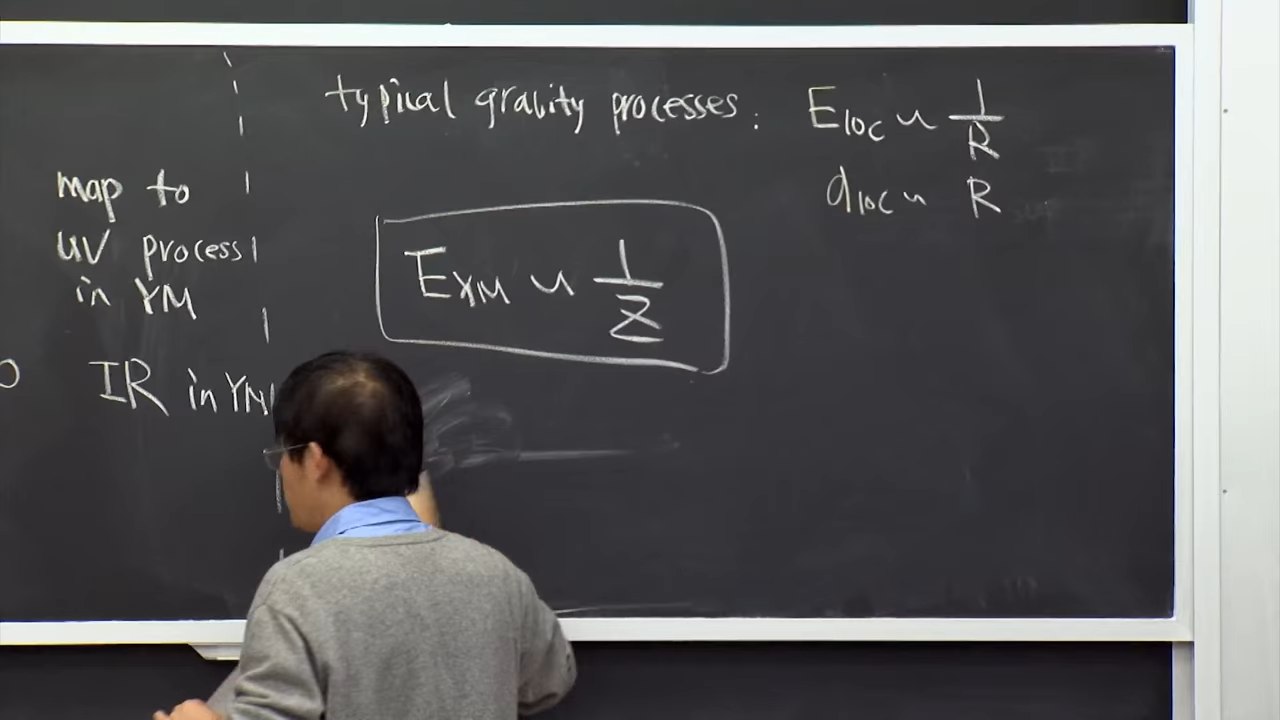 map to
UV process
in YM
IR in YM
typical gravity processes: E_loc ~ 1/R
d_loc ~ R
E_YM ~ 1/Z